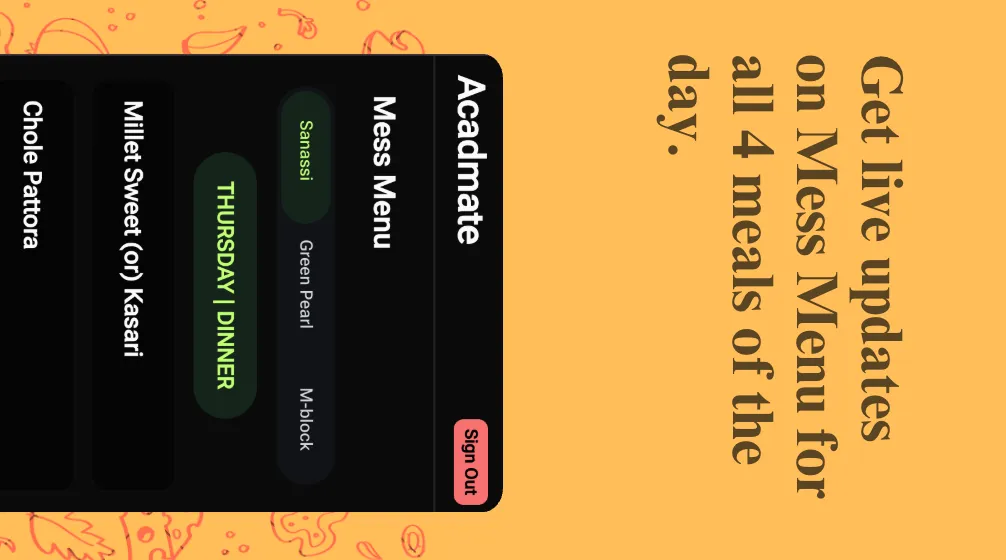 Get live updates
on Mess Menu for
all 4 meals of the
day.
Acadmate
Sign Out
Mess Menu
Sanassi
Green Pearl
M-block
THURSDAY | DINNER
Millet Sweet (or) Kasari
Chole Pattora